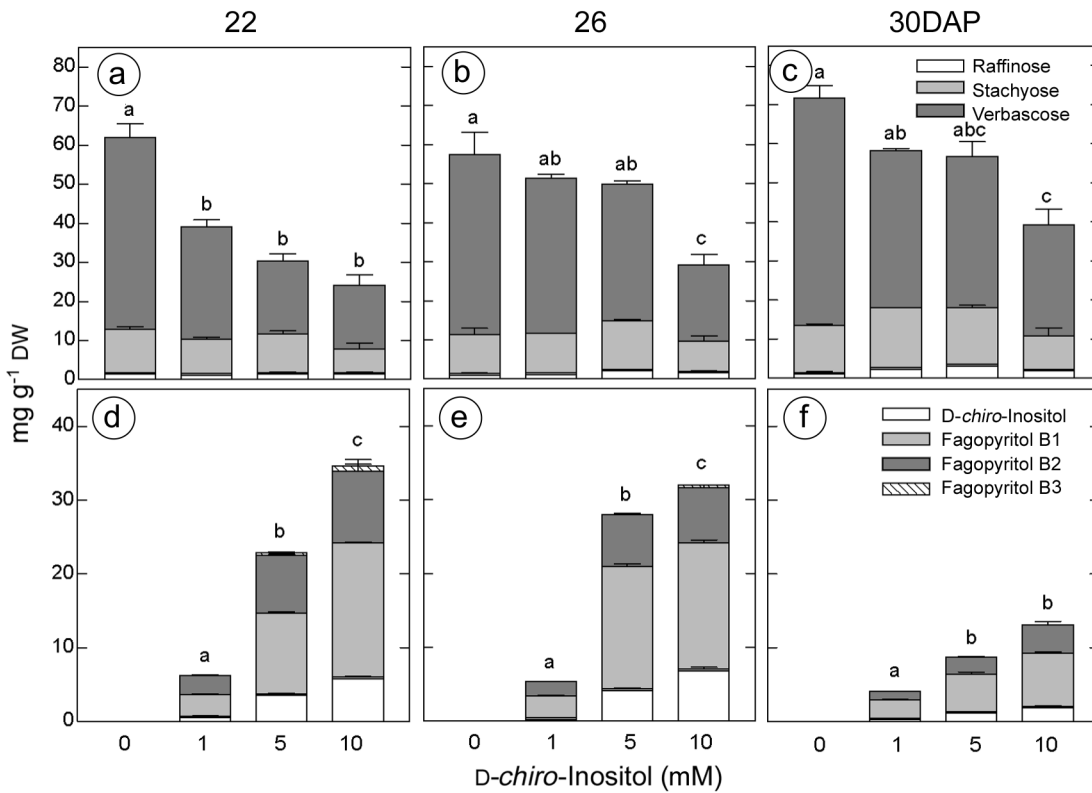 22 26 30DAP
a b c
80
70
60
50
40
30
20
10
0
a b b b
a ab ab c
a ab abc c
Raffinose
Stachyose
Verbascose
mg g⁻¹ DW
d e f
40
30
20
10
0
a b c
a b c
a b b
D-chiro-Inositol
Fagopyritol B1
Fagopyritol B2
Fagopyritol B3
0 1 5 10 0 1 5 10 0 1 5 10
D-chiro-Inositol (mM)